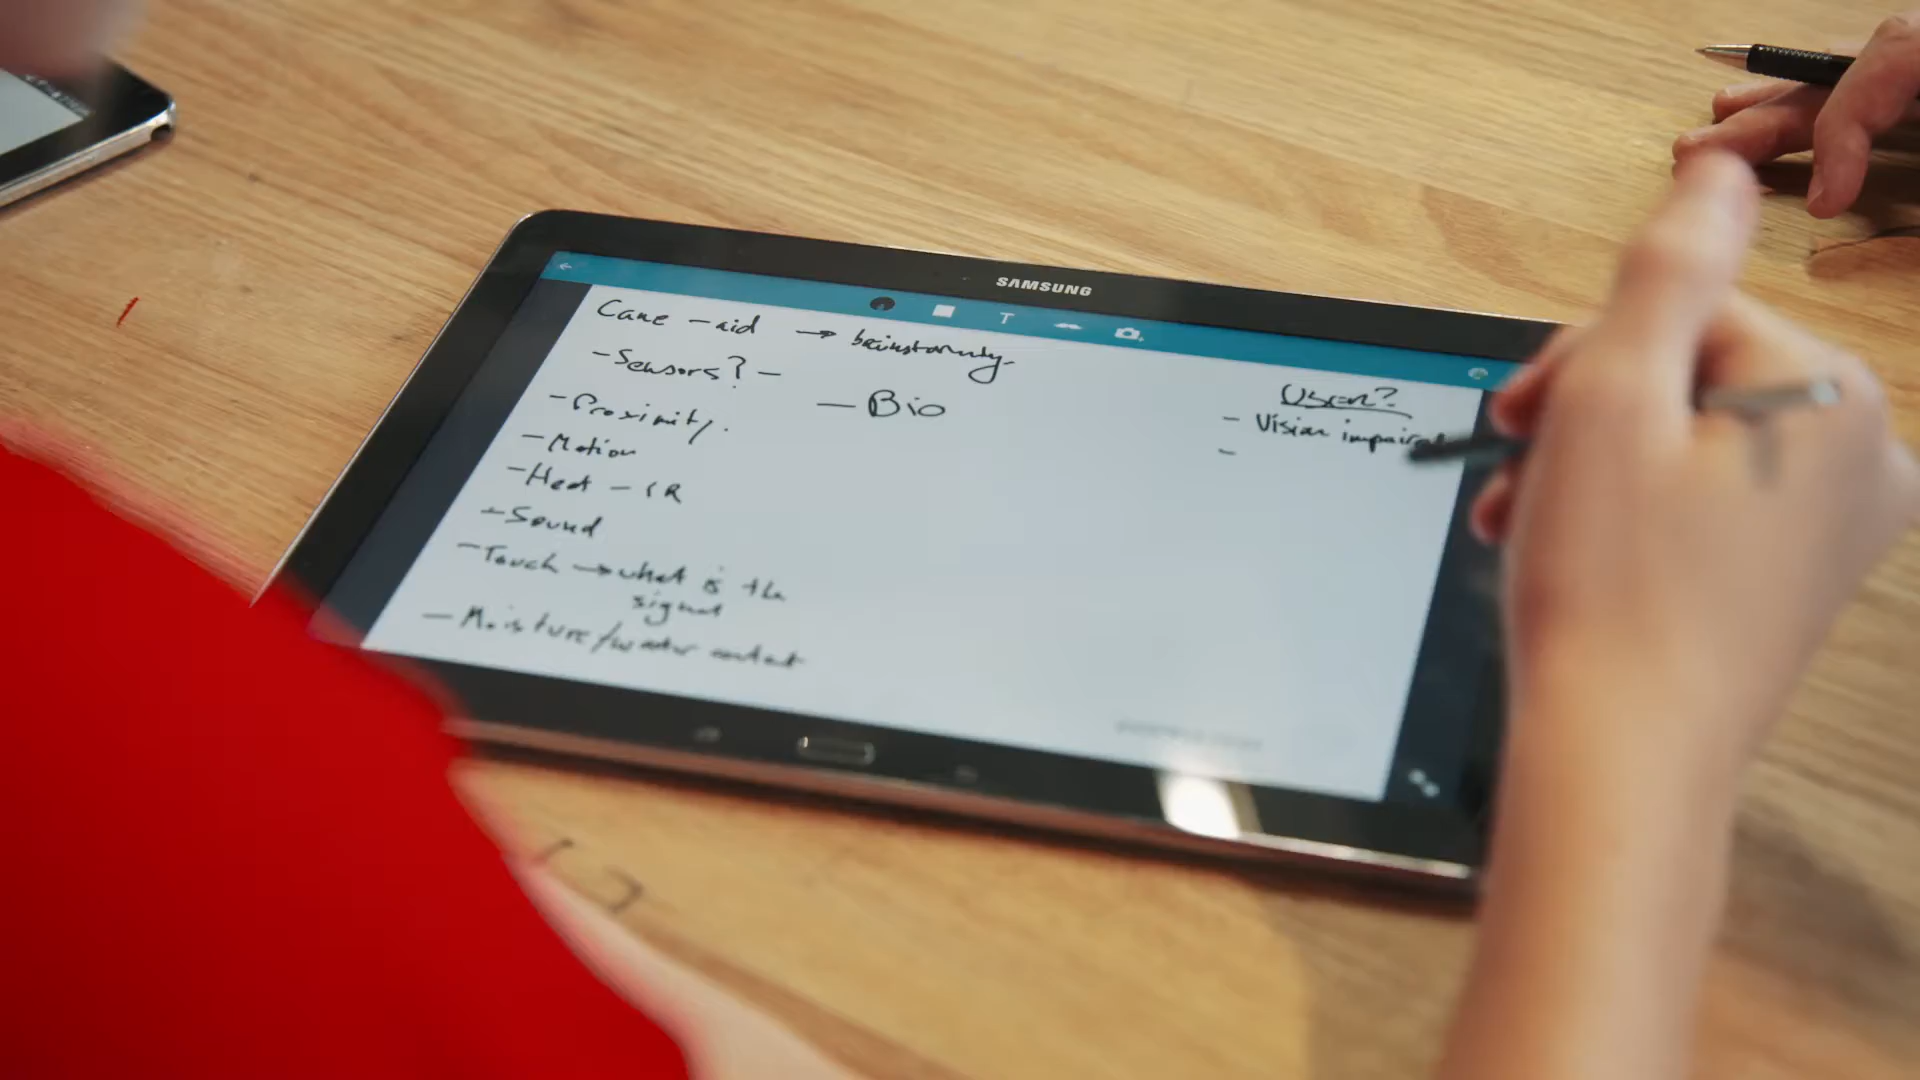 SAMSUNG
T
Cane - aid → brainstorming
- Sensors? -
- Bio
- Proximity.
- Motion
- Heat - IR
- Sound
- Touch → what is the
signal
- Moisture/water contact
User?
- Vision impaired
-